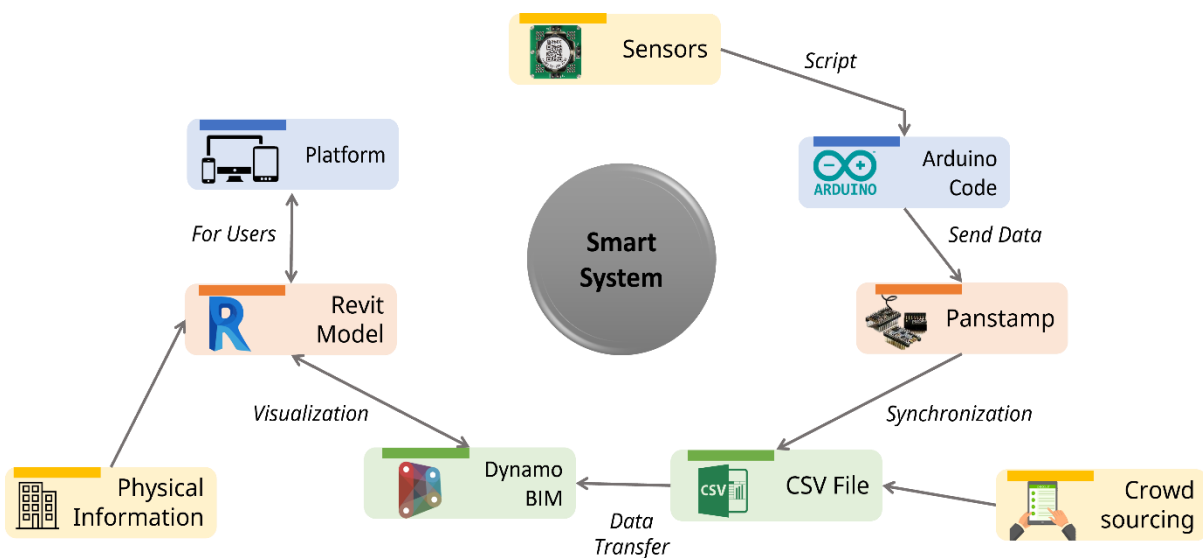 Sensors
Script
Platform
Arduino
Code
ARDUINO
For Users
Smart
System
Send Data
Revit
Model
R
Panstamp
Visualization
Synchronization
Physical
Information
Dynamo
BIM
CSV
CSV File
Crowd
sourcing
Data
Transfer